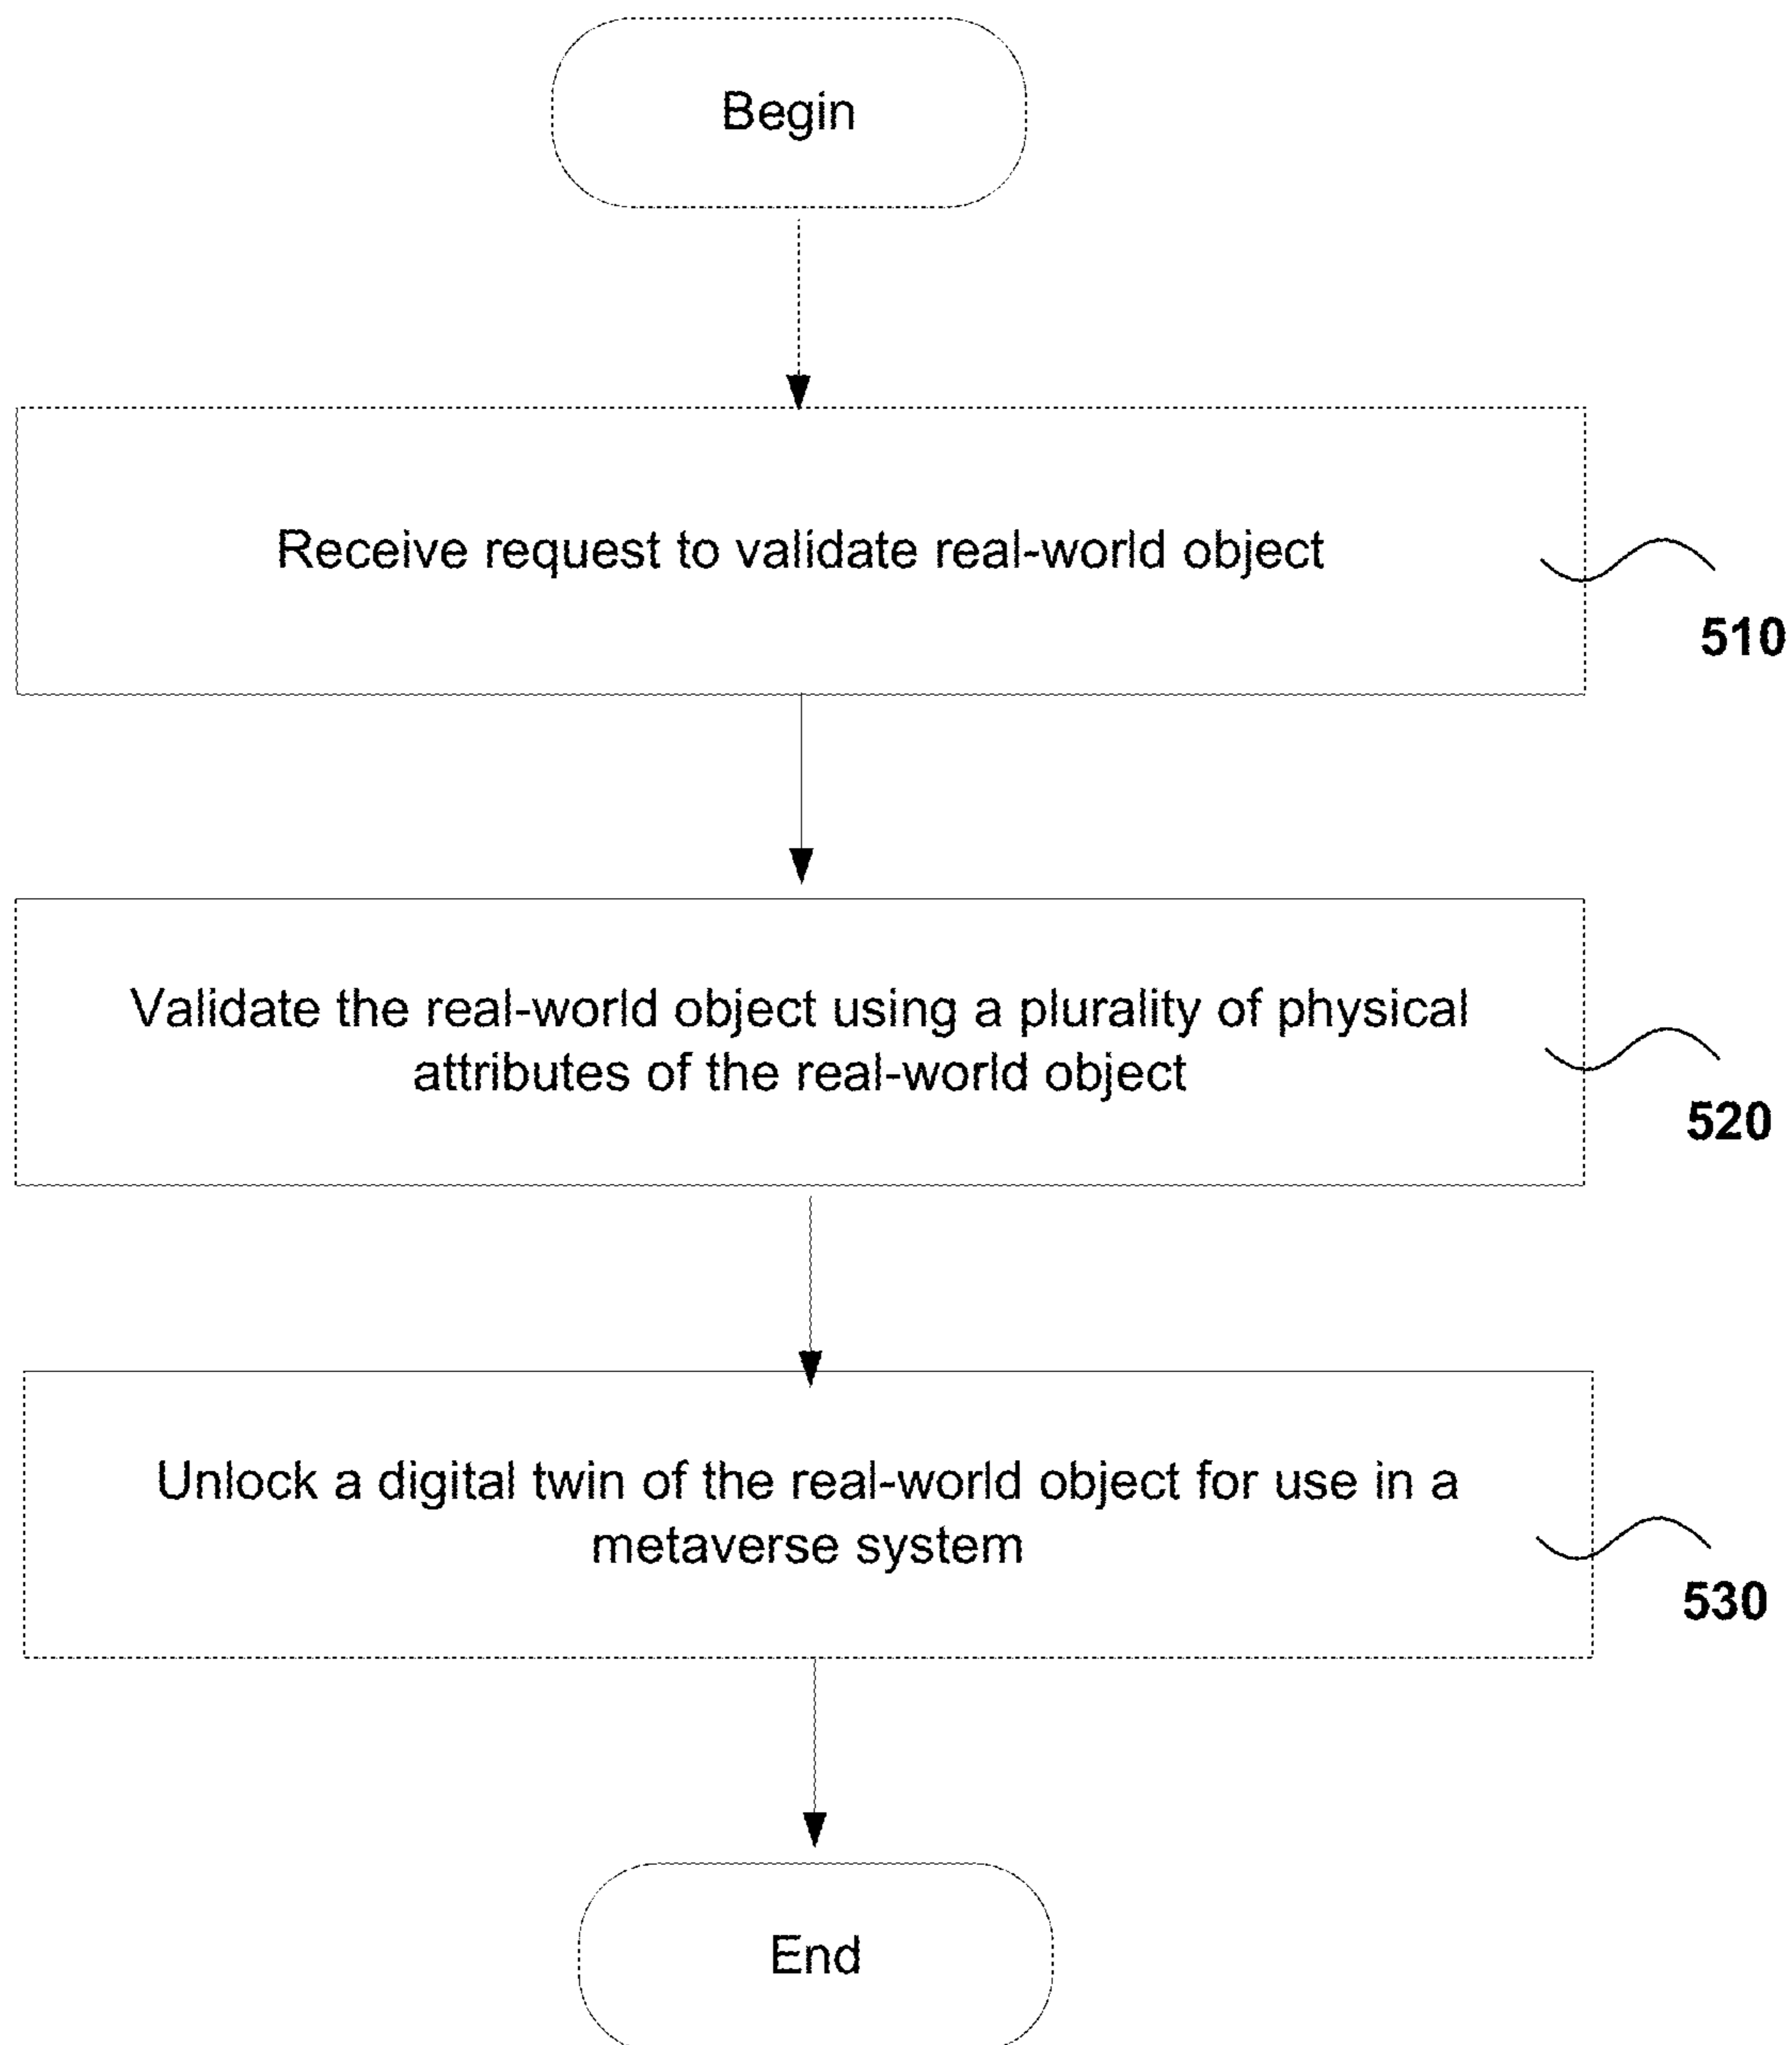 Begin
Receive request to validate real-world object
510
Validate the real-world object using a plurality of physical
attributes of the real-world object
520
Unlock a digital twin of the real-world object for use in a
metaverse system
530
End